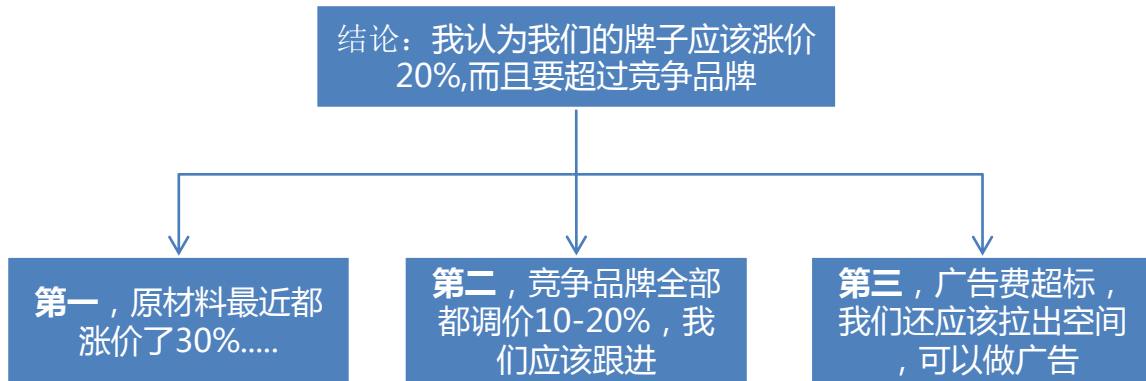 结论：我认为我们的牌子应该涨价
20%,而且要超过竞争品牌
第一，原材料最近都
涨价了30%.....
第二，竞争品牌全部
都调价10-20%，我
们应该跟进
第三，广告费超标，
我们还应该拉出空间
，可以做广告